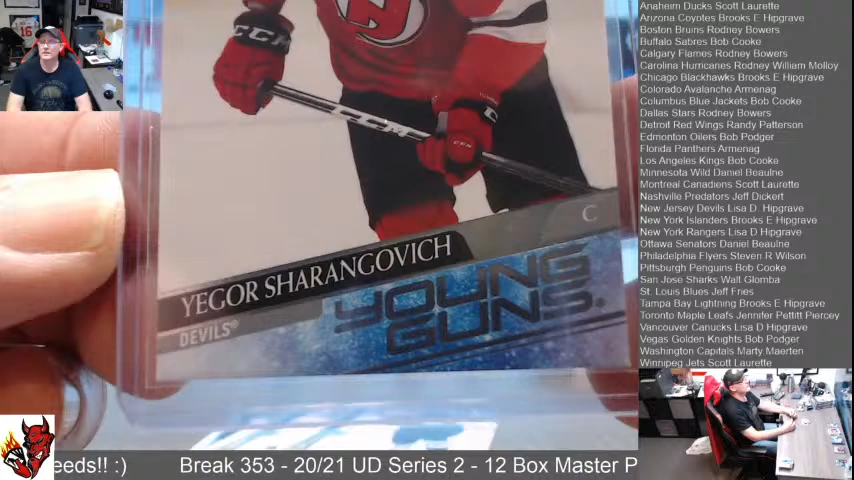 Anaheim Ducks Scott Laurette
Arizona Coyotes Brooks E Hipgrave
Boston Bruins Rodney Bowers
Buffalo Sabres Bob Cooke
Calgary Flames Rodney Bowers
Carolina Hurricanes Rodney William Molloy
Chicago Blackhawks Brooks E Hipgrave
Colorado Avalanche Armenag
Columbus Blue Jackets Bob Cooke
Dallas Stars Rodney Bowers
Detroit Red Wings Randy Patterson
Edmonton Oilers Bob Podger
Florida Panthers Armenag
Los Angeles Kings Bob Cooke
Minnesota Wild Daniel Beaulne
Montreal Canadiens Scott Laurette
Nashville Predators Jeff Dickert
New Jersey Devils Lisa D. Hipgrave
New York Islanders Brooks E Hipgrave
New York Rangers Lisa D. Hipgrave
Ottawa Senators Daniel Beaulne
Philadelphia Flyers Steven R Wilson
Pittsburgh Penguins Bob Cooke
San Jose Sharks Walt Glomba
St. Louis Blues Jeff Fries
Tampa Bay Lightning Brooks E Hipgrave
Toronto Maple Leafs Jennifer Pettitt Piercey
Vancouver Canucks Lisa D Hipgrave
Vegas Golden Knights Bob Podger
Washington Capitals Marty Maerten
Winnipeg Jets Scott Laurette
16
CCM
CCM
CCM
C
YEGOR SHARANGOVICH
DEVILS®
YOUNG
GUNS.
eeds!! :) Break 353 - 20/21 UD Series 2 - 12 Box Master P